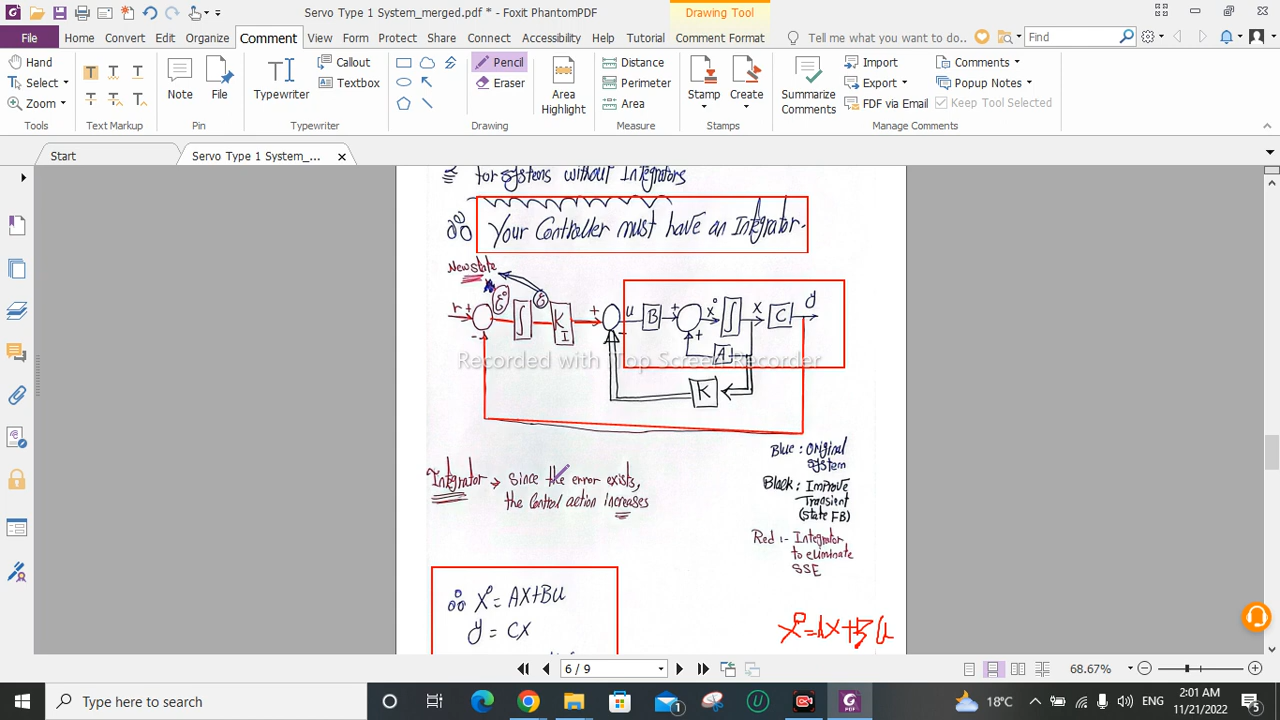 Servo Type 1 System_merged.pdf * - Foxit PhantomPDF
Drawing Tool
File Home Convert Edit Organize Comment View Form Protect Share Connect Accessibility Help Tutorial Comment Format
Tell me what you want to do... Find
Hand
Select
Zoom
Tools
Text Markup
Note
File
Pin
Typewriter
Callout
Textbox
Typewriter
Pencil
Eraser
Drawing
Area Highlight
Distance
Perimeter
Area
Measure
Stamp
Create
Stamps
Summarize Comments
Import
Export
FDF via Email
Comments
Popup Notes
Keep Tool Selected
Manage Comments
Start
Servo Type 1 System_...
for systems without Integrators
Your Controller must have an Integrator.
New state
r + - ε° ∫ ε KI + - u B + + x° ∫ x C y
A
K
Recorded with iTop Screen Recorder
Blue : Original
system
Black : Improve
Transient
(state FB)
Red :- Integrator
to eliminate
SSE
Integrator → Since the error exists,
the Control action increases
X° = AX+BU
y = CX
X°=AX+BU
6 / 9
68.67%
Type here to search
1
18°C
ENG
2:01 AM
11/21/2022
5